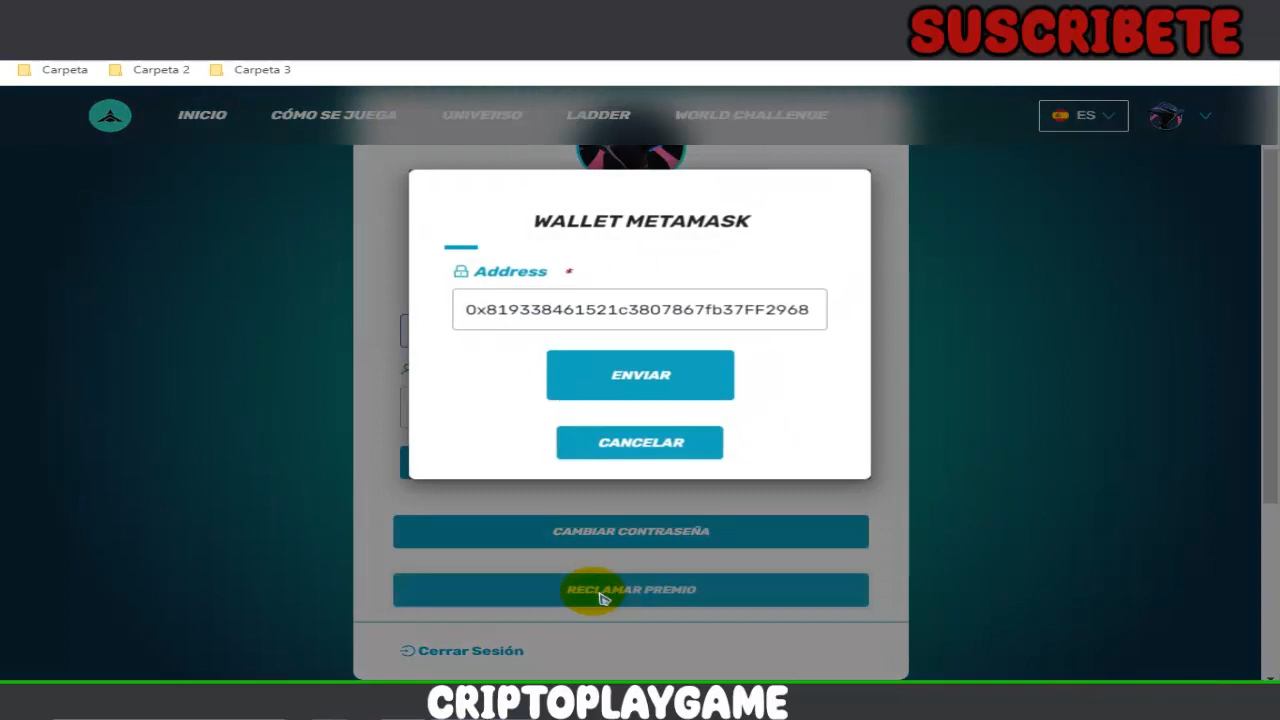 SUSCRIBETE
Carpeta Carpeta 2 Carpeta 3
INICIO CÓMO SE JUEGA UNIVERSO LADDER WORLD CHALLENGE ES
WALLET METAMASK
Address *
0x819338461521c3807867fb37FF2968
ENVIAR
CANCELAR
CAMBIAR CONTRASEÑA
RECLAMAR PREMIO
Cerrar Sesión
CRIPTOPLAYGAME